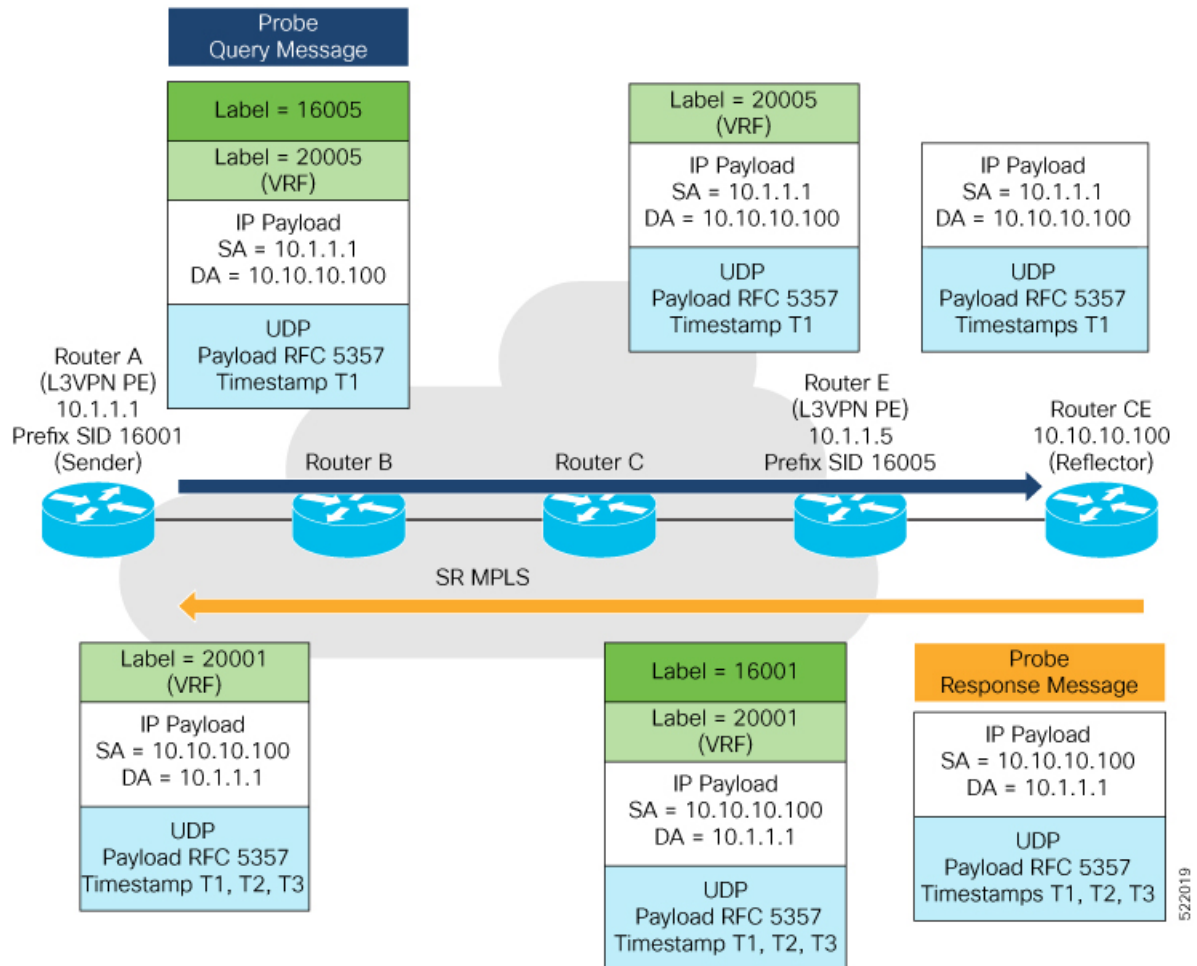 Probe
Query Message
Label = 16005
Label = 20005
(VRF)
IP Payload
SA = 10.1.1.1
DA = 10.10.10.100
UDP
Payload RFC 5357
Timestamp T1
Label = 20005
(VRF)
IP Payload
SA = 10.1.1.1
DA = 10.10.10.100
UDP
Payload RFC 5357
Timestamp T1
IP Payload
SA = 10.1.1.1
DA = 10.10.10.100
UDP
Payload RFC 5357
Timestamps T1
Router A
(L3VPN PE)
10.1.1.1
Prefix SID 16001
(Sender)
Router B
Router C
Router E
(L3VPN PE)
10.1.1.5
Prefix SID 16005
Router CE
10.10.10.100
(Reflector)
SR MPLS
Label = 20001
(VRF)
IP Payload
SA = 10.10.10.100
DA = 10.1.1.1
UDP
Payload RFC 5357
Timestamp T1, T2, T3
Label = 16001
Label = 20001
(VRF)
IP Payload
SA = 10.10.10.100
DA = 10.1.1.1
UDP
Payload RFC 5357
Timestamp T1, T2, T3
Probe
Response Message
IP Payload
SA = 10.10.10.100
DA = 10.1.1.1
UDP
Payload RFC 5357
Timestamps T1, T2, T3
522019